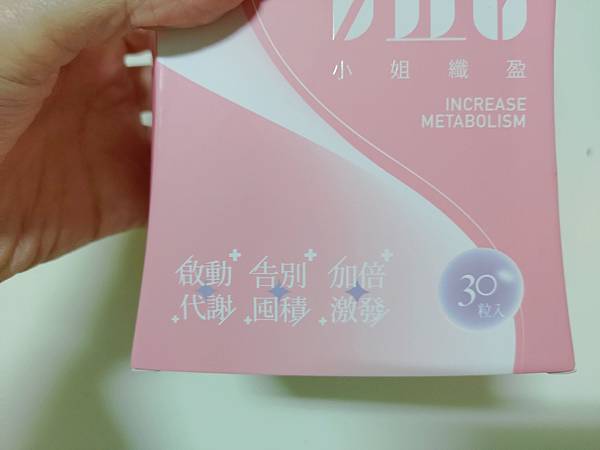 小姐纖盈
INCREASE
METABOLISM
啟動 告別 加倍
代謝 囤積 激發
30
粒入